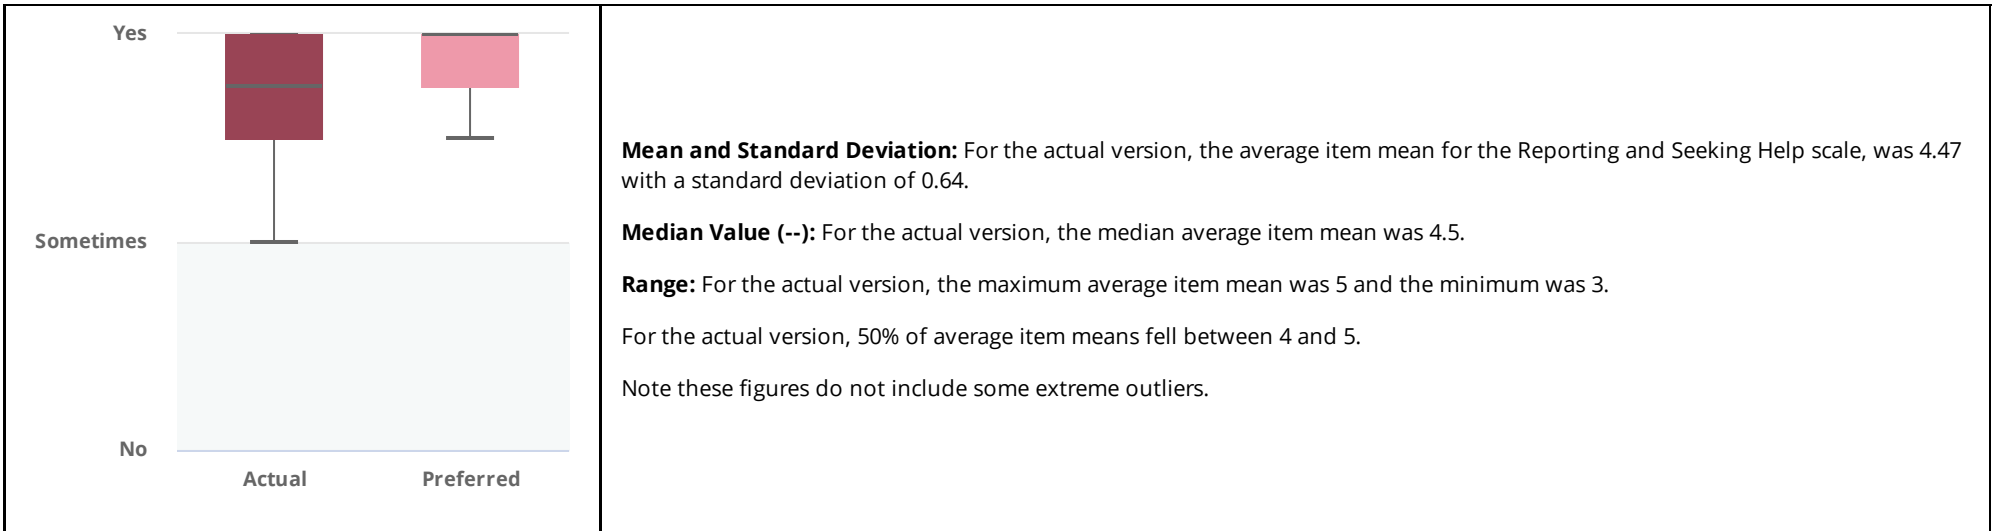 Yes
Sometimes
No
Actual
Preferred
Mean and Standard Deviation: For the actual version, the average item mean for the Reporting and Seeking Help scale, was 4.47
with a standard deviation of 0.64.
Median Value (--): For the actual version, the median average item mean was 4.5.
Range: For the actual version, the maximum average item mean was 5 and the minimum was 3.
For the actual version, 50% of average item means fell between 4 and 5.
Note these figures do not include some extreme outliers.